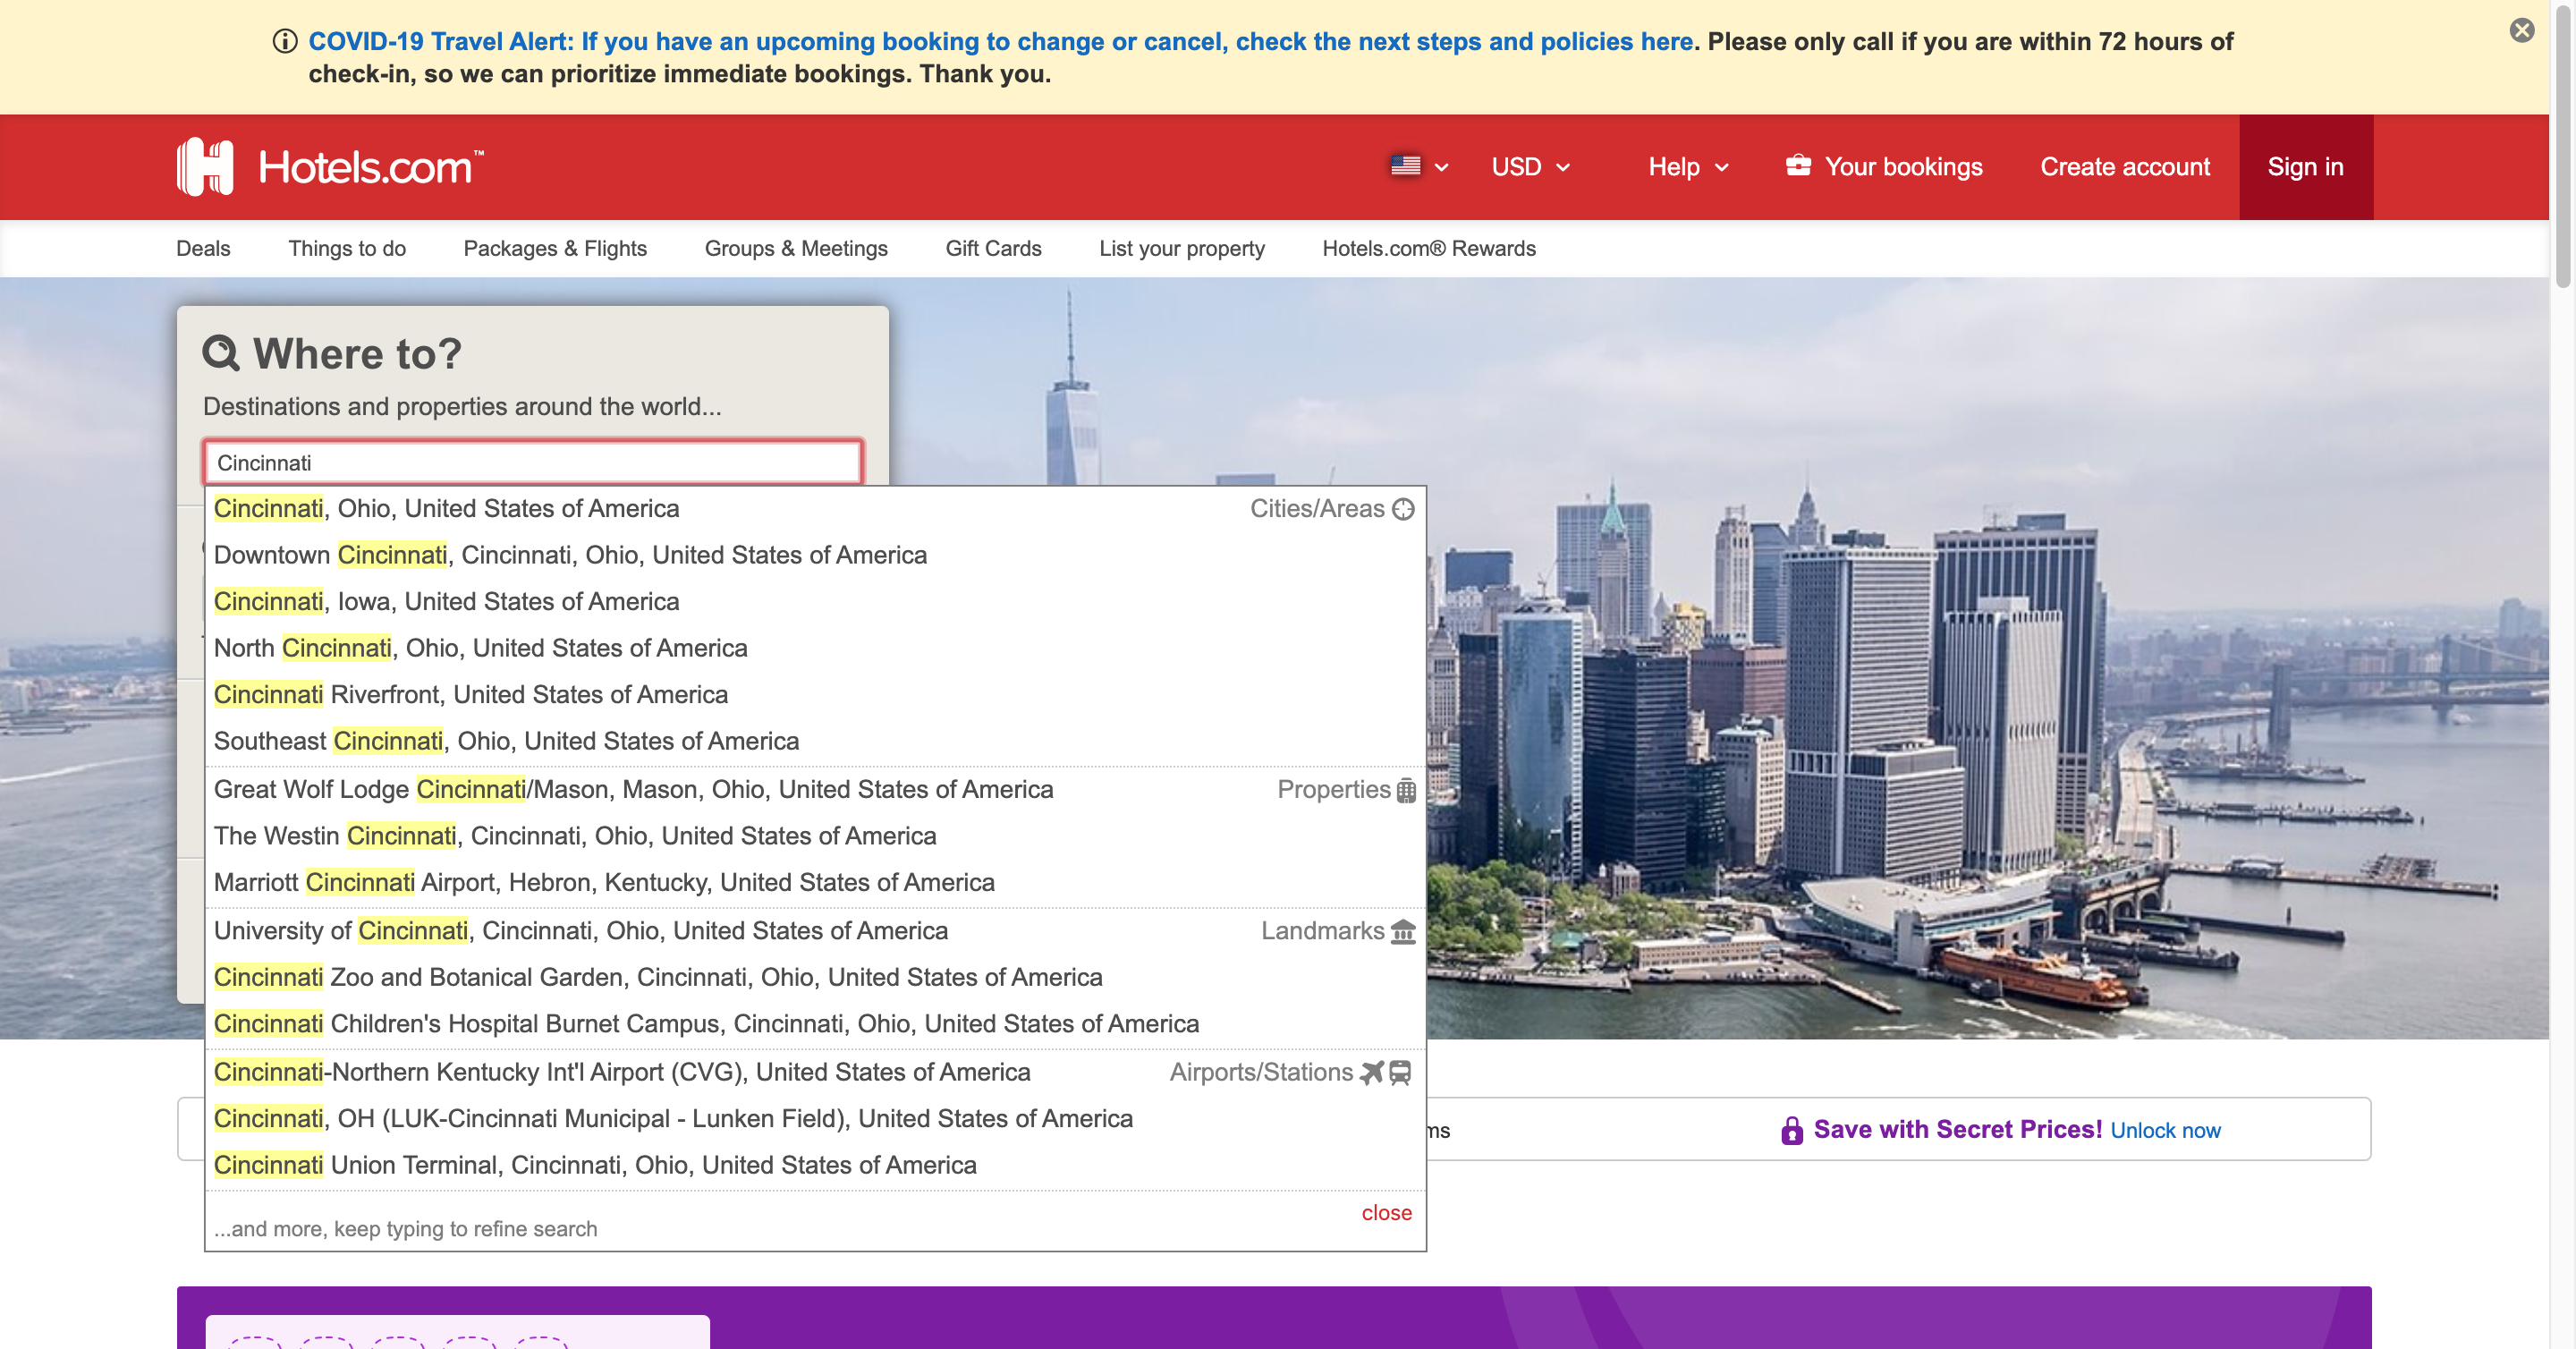 COVID-19 Travel Alert: If you have an upcoming booking to change or cancel, check the next steps and policies here. Please only call if you are within 72 hours of
check-in, so we can prioritize immediate bookings. Thank you.
Hotels.com™
USD
Help
Your bookings
Create account
Sign in
Deals
Things to do
Packages & Flights
Groups & Meetings
Gift Cards
List your property
Hotels.com® Rewards
Where to?
Destinations and properties around the world...
Cincinnati
Cincinnati, Ohio, United States of America
Cities/Areas
Downtown Cincinnati, Cincinnati, Ohio, United States of America
Cincinnati, Iowa, United States of America
North Cincinnati, Ohio, United States of America
Cincinnati Riverfront, United States of America
Southeast Cincinnati, Ohio, United States of America
Great Wolf Lodge Cincinnati/Mason, Mason, Ohio, United States of America
Properties
The Westin Cincinnati, Cincinnati, Ohio, United States of America
Marriott Cincinnati Airport, Hebron, Kentucky, United States of America
University of Cincinnati, Cincinnati, Ohio, United States of America
Landmarks
Cincinnati Zoo and Botanical Garden, Cincinnati, Ohio, United States of America
Cincinnati Children's Hospital Burnet Campus, Cincinnati, Ohio, United States of America
Cincinnati-Northern Kentucky Int'l Airport (CVG), United States of America
Airports/Stations
Cincinnati, OH (LUK-Cincinnati Municipal - Lunken Field), United States of America
Cincinnati Union Terminal, Cincinnati, Ohio, United States of America
...and more, keep typing to refine search
close
Save with Secret Prices! Unlock now